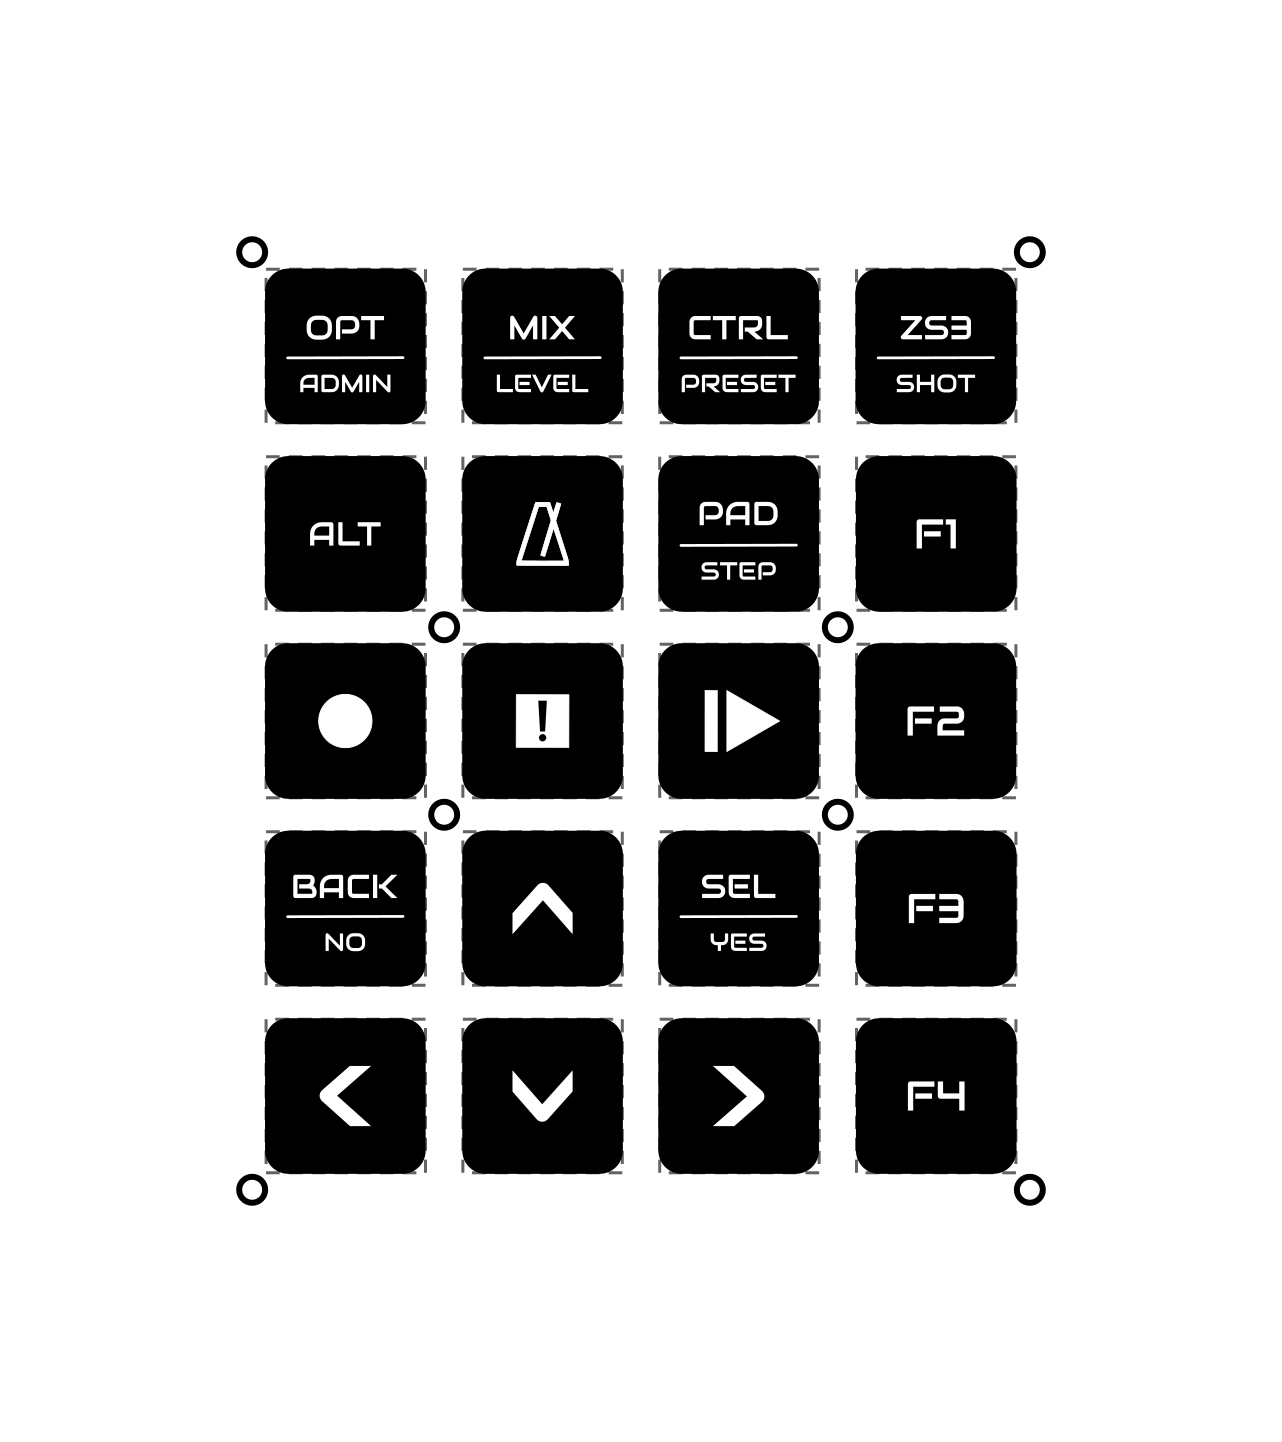 OPT
ADMIN
MIX
LEVEL
CTRL
PRESET
ZS3
SHOT
ALT
PAD
STEP
F1
!
F2
BACK
NO
SEL
YES
F3
F4